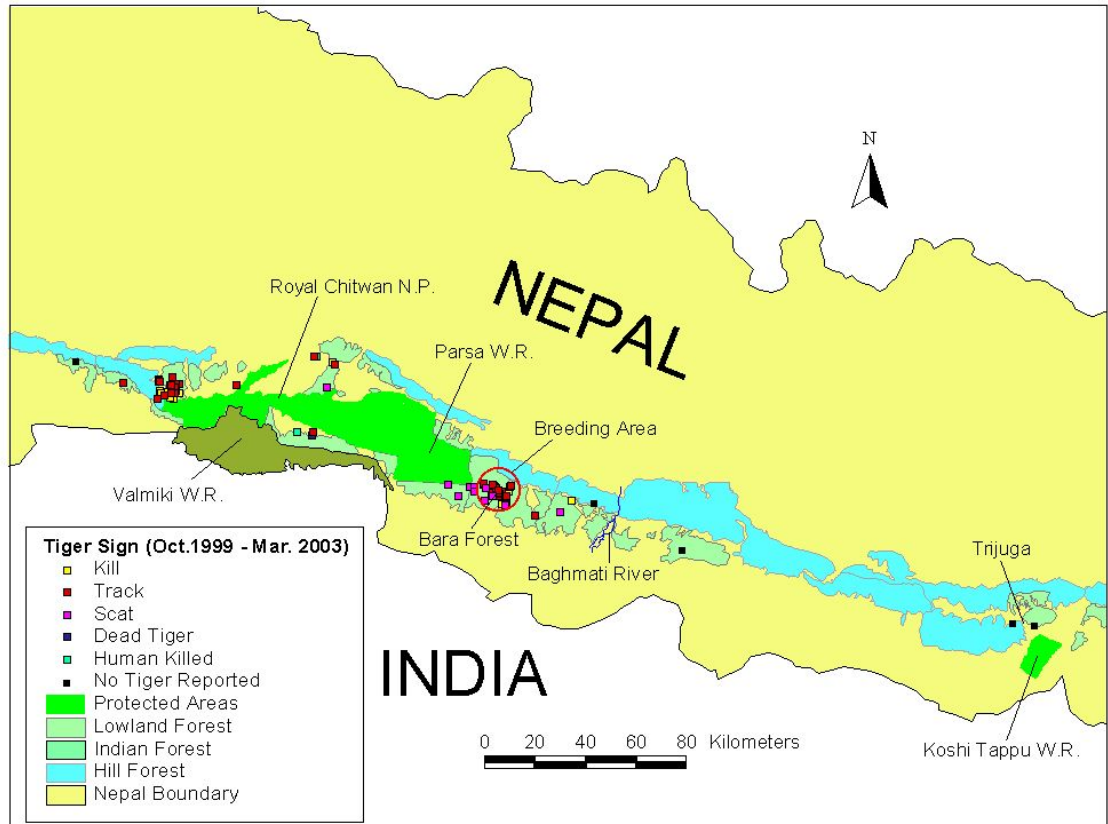 N
Royal Chitwan N.P.
NEPAL
Parsa W.R.
Breeding Area
Valmiki W.R.
Bara Forest
Baghmati River
Trijuga
INDIA
Koshi Tappu W.R.
0 20 40 60 80 Kilometers
Tiger Sign (Oct.1999 - Mar. 2003)
Kill
Track
Scat
Dead Tiger
Human Killed
No Tiger Reported
Protected Areas
Lowland Forest
Indian Forest
Hill Forest
Nepal Boundary